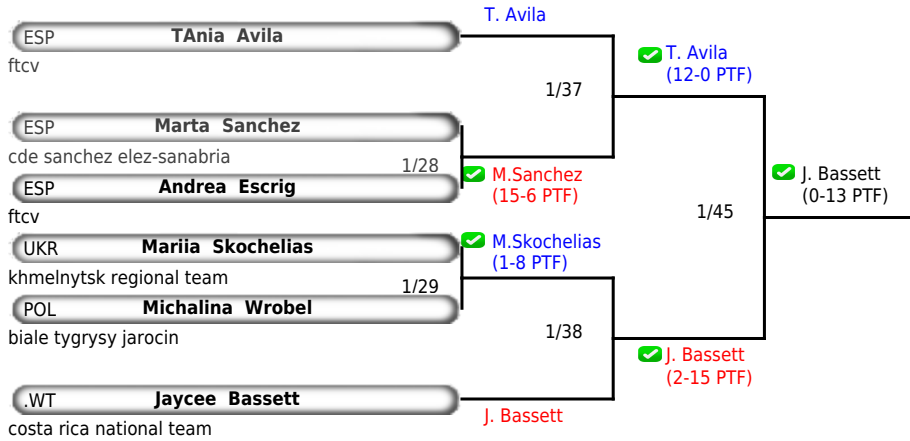 T. Avila
ESP TAnia Avila
ftcv
T. Avila
(12-0 PTF)
1/37
ESP Marta Sanchez
cde sanchez elez-sanabria
1/28
M.Sanchez
(15-6 PTF)
ESP Andrea Escrig
ftcv
J. Bassett
(0-13 PTF)
1/45
UKR Mariia Skochelias
khmelnytsk regional team
M.Skochelias
(1-8 PTF)
1/29
POL Michalina Wrobel
biale tygrysy jarocin
1/38
J. Bassett
(2-15 PTF)
.WT Jaycee Bassett
costa rica national team
J. Bassett